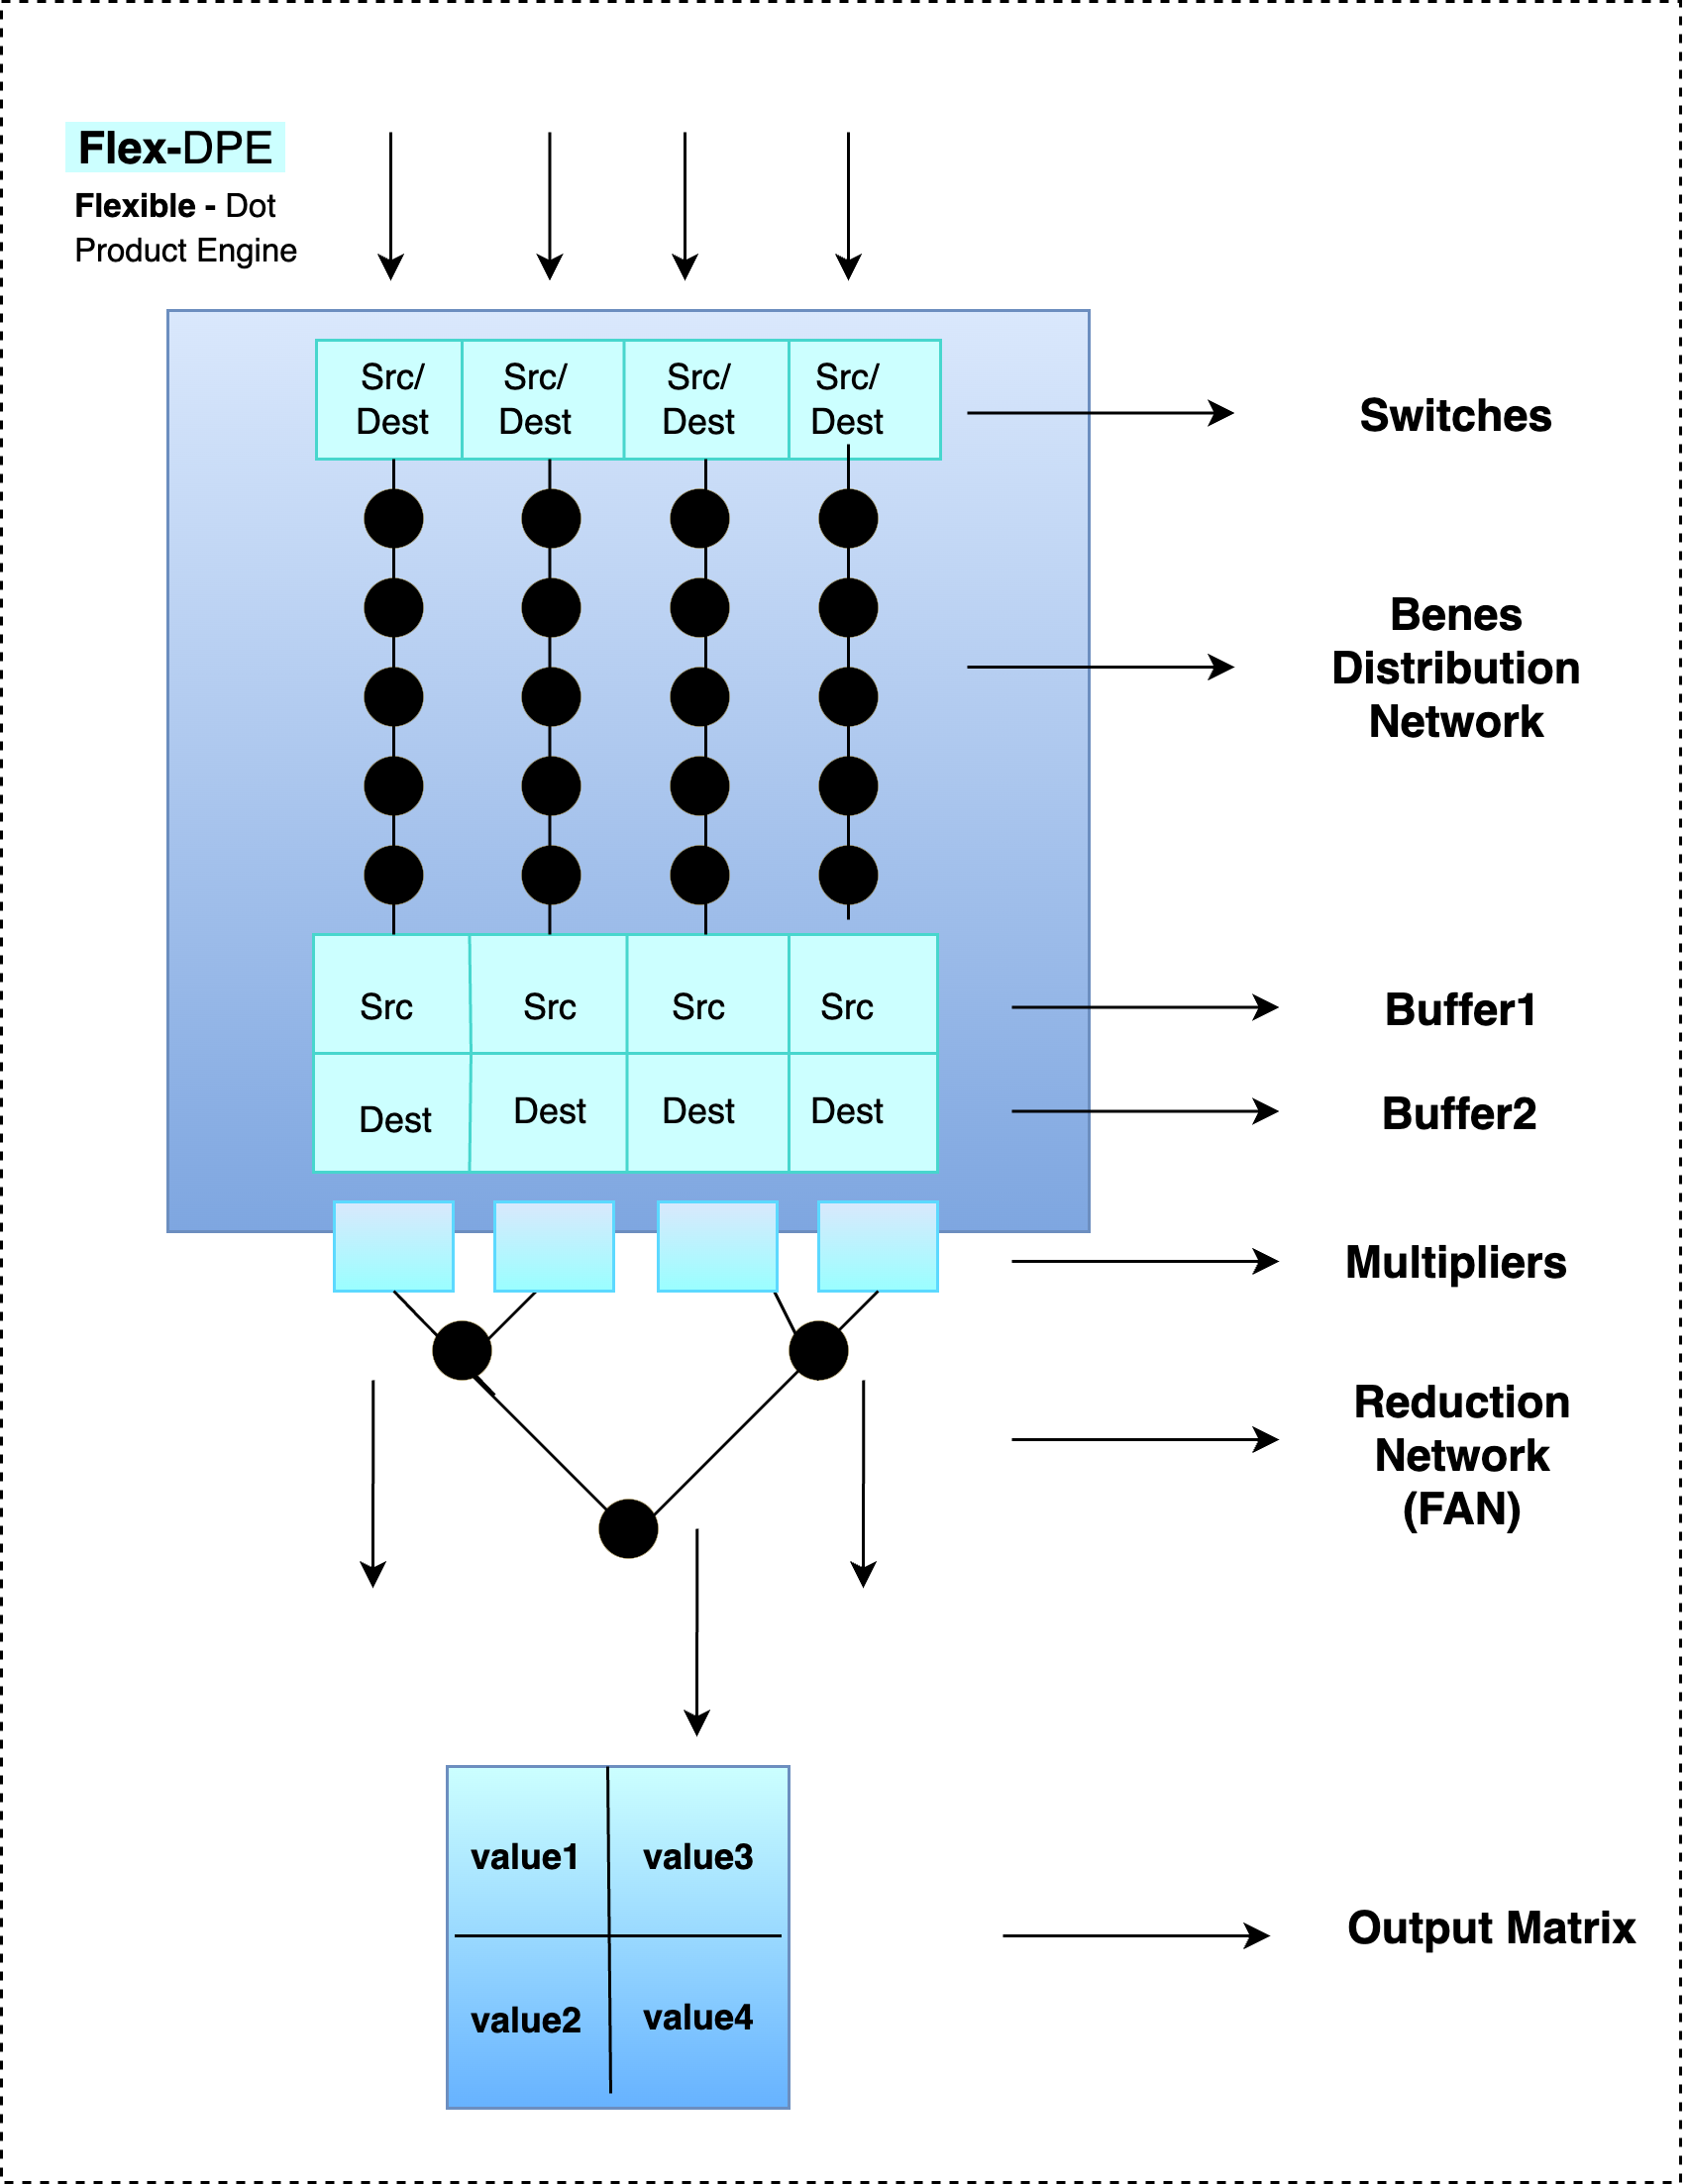 Flex-DPE
Flexible - Dot
Product Engine
Src/
Dest
Src/
Dest
Src/
Dest
Src/
Dest
Switches
Benes
Distribution
Network
Src
Src
Src
Src
Buffer1
Dest
Dest
Dest
Dest
Buffer2
Multipliers
Reduction
Network
(FAN)
value1
value3
value2
value4
Output Matrix